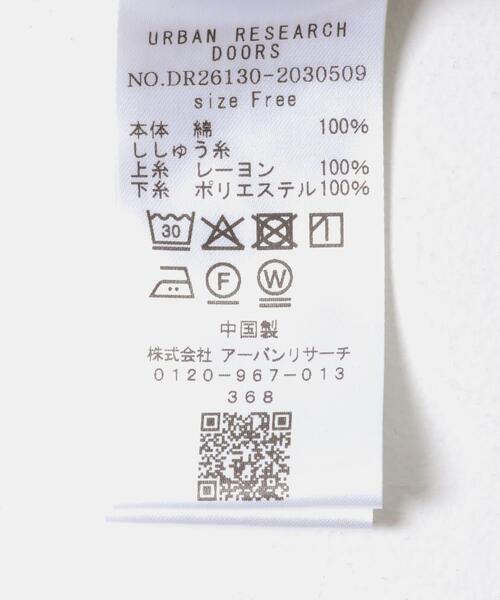 URBAN RESEARCH
DOORS
NO.DR26130-2030509
size Free
本体 綿 100%
ししゅう糸
上糸 レーヨン 100%
下糸 ポリエステル100%
30
F W
中国製
株式会社 アーバンリサーチ
0120-967-013
368